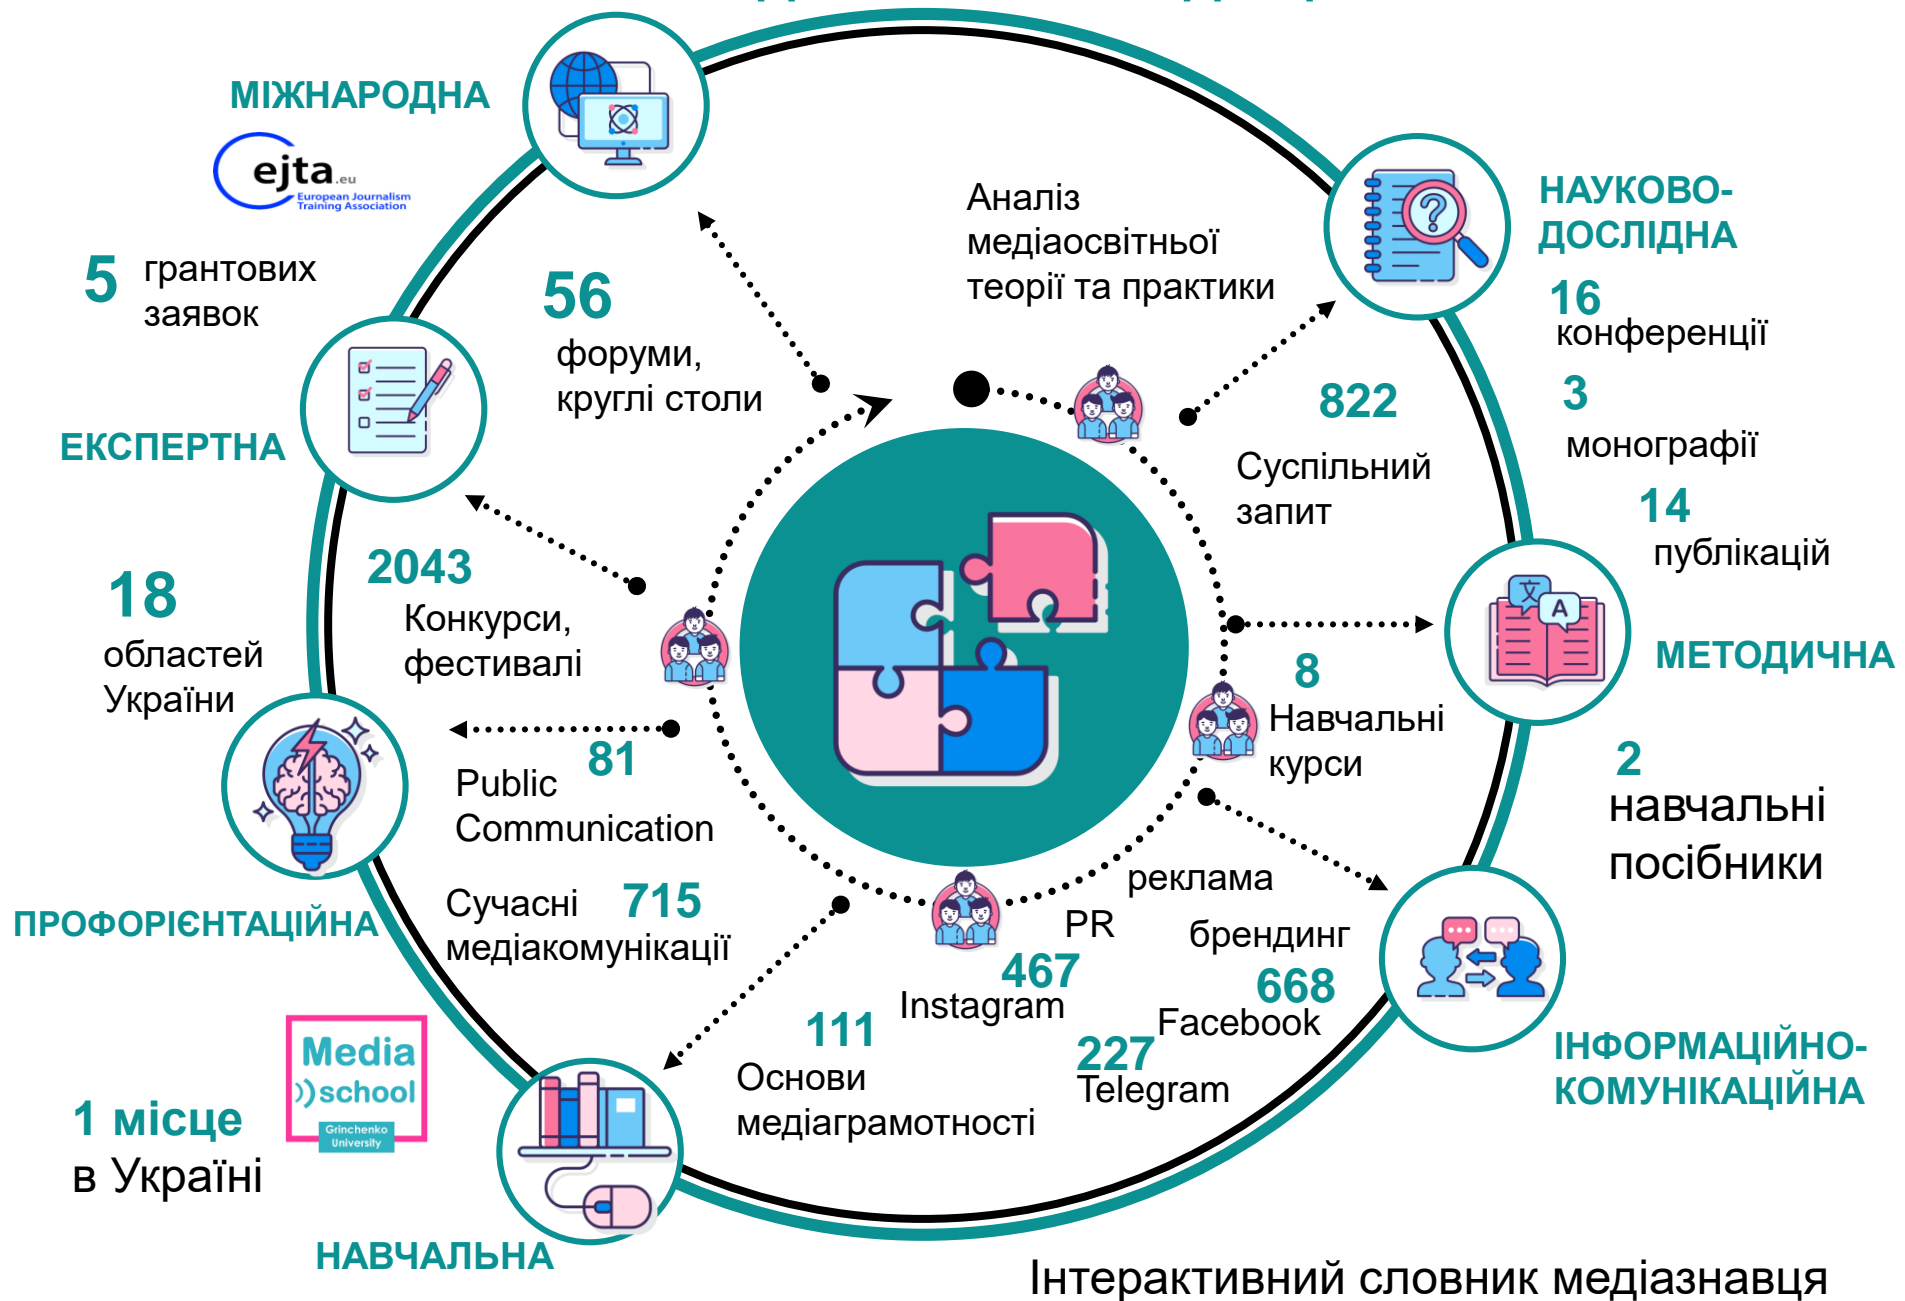 МІЖНАРОДНА
ejta.eu
European Journalism
Training Association
5 грантових
заявок
56
форуми,
круглі столи
Аналіз
медіаосвітньої
теорії та практики
НАУКОВО-
ДОСЛІДНА
16
конференції
3
монографії
14
публікацій
822
Суспільний
запит
ЕКСПЕРТНА
2043
Конкурси,
фестивалі
18
областей
України
文
A
МЕТОДИЧНА
8
Навчальні
курси
2
навчальні
посібники
81
Public
Communication
ПРОФОРІЄНТАЦІЙНА
Сучасні 715
медіакомунікації
реклама
PR
брендинг
467
Instagram
668
Facebook
227
Telegram
111
Основи
медіаграмотності
ІНФОРМАЦІЙНО-
КОМУНІКАЦІЙНА
Media
school
Grinchenko
University
1 місце
в Україні
НАВЧАЛЬНА
Інтерактивний словник медіазнавця